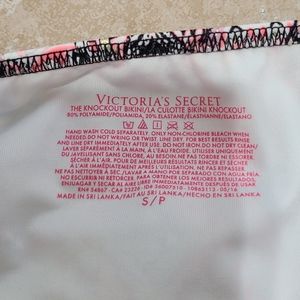 VICTORIA'S SECRET
THE KNOCKOUT BIKINI/LA CULOTTE BIKINI KNOCKOUT
80% POLYAMIDE/POLIAMIDA, 20% ELASTANE/ELASTHANNE/ELASTANO
HAND WASH COLD SEPARATELY. ONLY NON-CHLORINE BLEACH WHEN
NEEDED.DO NOT WRING OR TWIST. LINE DRY. FOR BEST RESULTS RINSE
AND LINE DRY IMMEDIATELY AFTER USE. DO NOT IRON.DO NOT DRY CLEAN/
LAVER SÉPARÉMENT À LA MAIN, À L'EAU FROIDE. UTILISER UNIQUEMENT
DU JAVELLISANT SANS CHLORE, AU BESOIN. NE PAS TORDRE NI ESSORER.
SÉCHER À L'AIR. POUR DE MEILLEURS RÉSULTATS RINCER ET
SÉCHER À L'AIR IMMÉDIATEMENT
NE PAS NETTOYER À SEC./LAVAR A MANO POR SEPARADO CON AGUA FRÍA.
NO ESCURRIR NI RETORCER. PARA OBTENER LOS MEJORES RESULTADOS
ENJUAGAR Y SECAR AL AIRE INMEDIATAMENTE DESPUÉS DE SU USO.
RN# 54867
MADE IN SRI LANKA/FAIT AU SRI LANKA/HECHO EN SRI LANKA
S/P